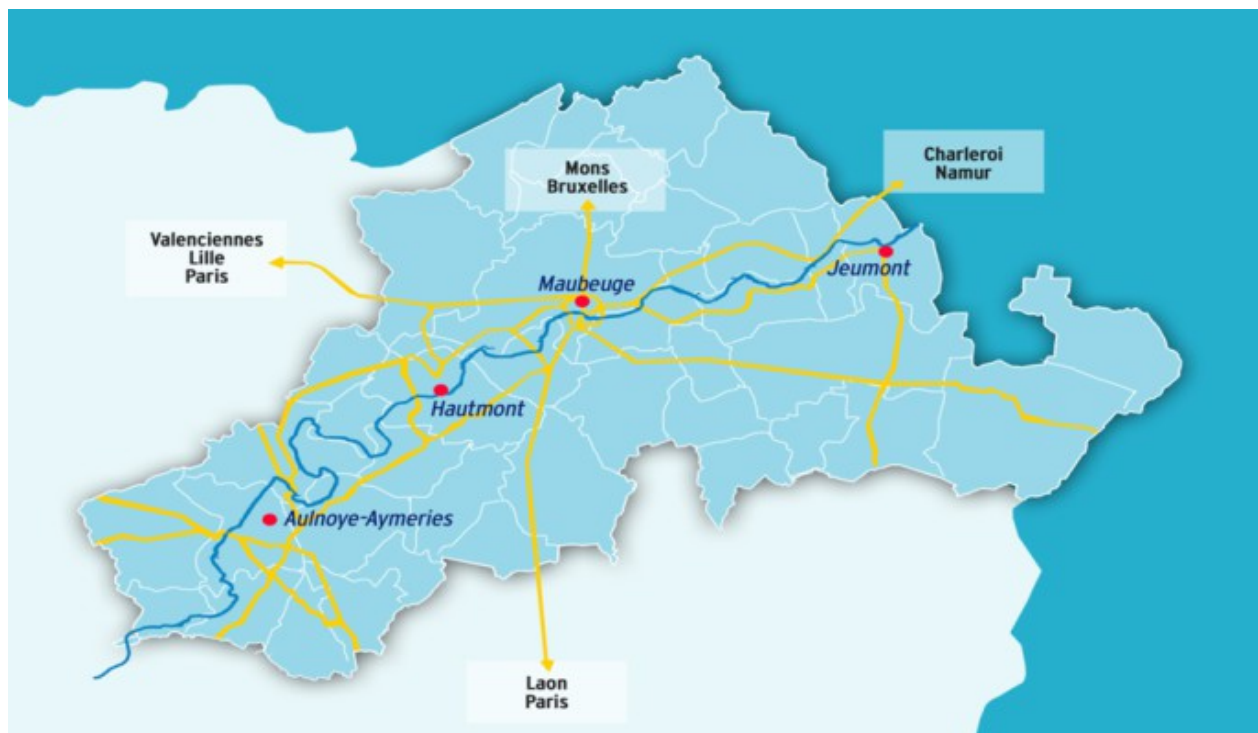 Mons
Bruxelles
Charleroi
Namur
Valenciennes
Lille
Paris
Maubeuge
Jeumont
Hautmont
Aulnoye-Aymeries
Laon
Paris